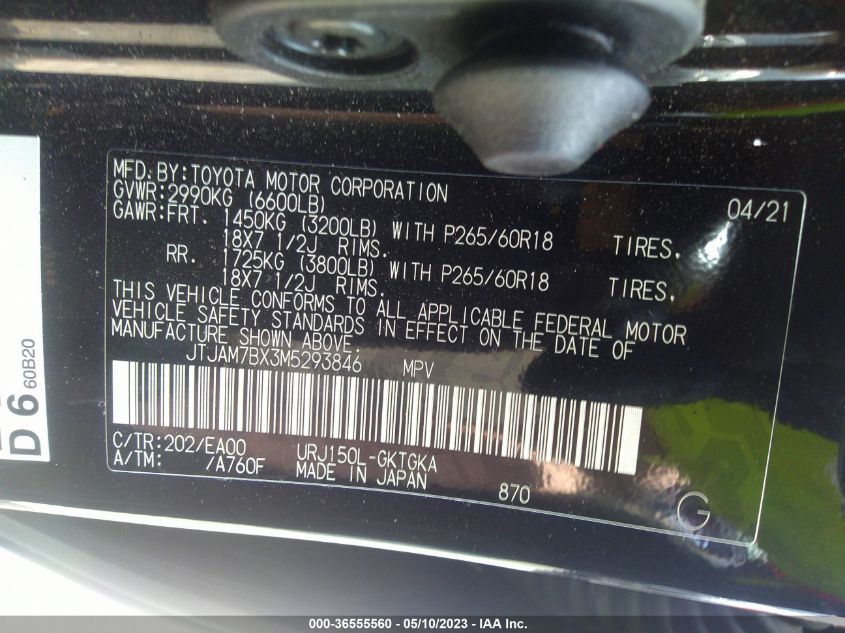 MFD. BY: TOYOTA MOTOR CORPORATION 04/21
GVWR: 2990KG (6600LB)
GAWR: FRT. 1450KG (3200LB) WITH P265/60R18 TIRES.
18X7 1/2J RIMS.
RR. 1725KG (3800LB) WITH P265/60R18 TIRES.
18X7 1/2J RIMS.
THIS VEHICLE CONFORMS TO ALL APPLICABLE FEDERAL MOTOR
VEHICLE SAFETY STANDARDS IN EFFECT ON THE DATE OF
MANUFACTURE SHOWN ABOVE.
JTJAM7BX3M5293846 MPV
C/TR: 202/EA00 URJ150L-GKTGKA
A/TM: /A760F MADE IN JAPAN
870
G
D6
60B20
000-36555560 — 05/10/2023 — IAA Inc.